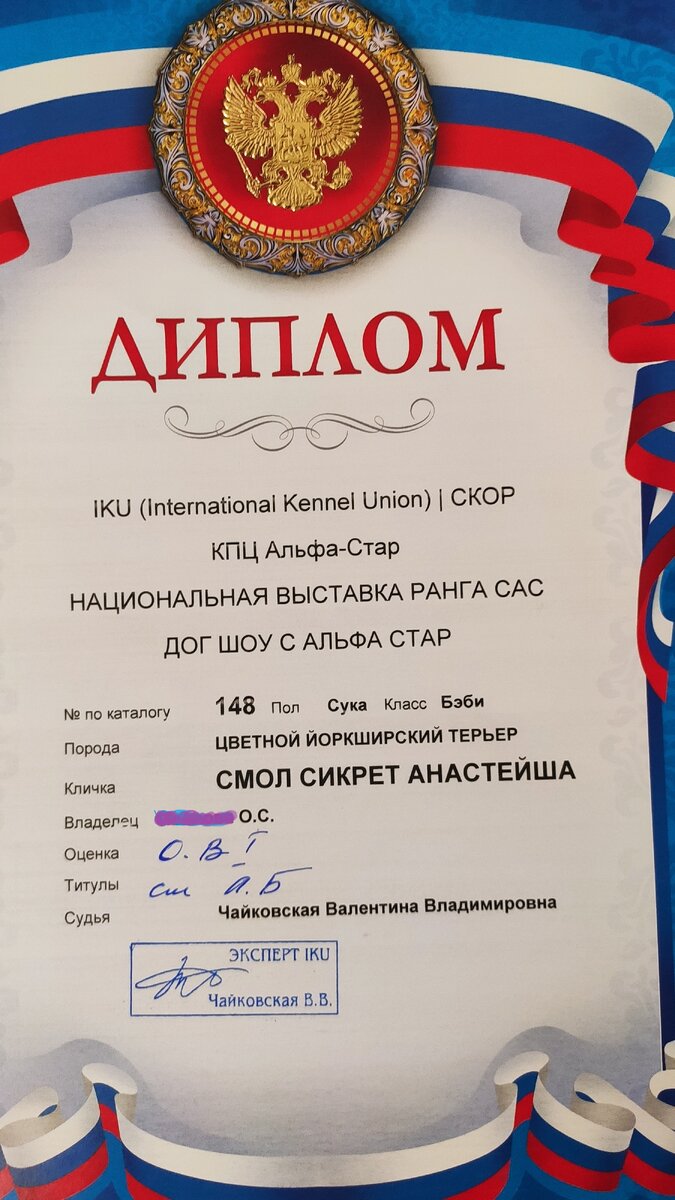 ДИПЛОМ
IKU (International Kennel Union) | СКОР
КПЦ Альфа-Стар
НАЦИОНАЛЬНАЯ ВЫСТАВКА РАНГА САС
ДОГ ШОУ С АЛЬФА СТАР
№ по каталогу 148 Пол Сука Класс Бэби
Порода ЦВЕТНОЙ ЙОРКШИРСКИЙ ТЕРЬЕР
Кличка СМОЛ СИКРЕТ АНАСТЕЙША
Владелец О.С.
Оценка О.В I
Титулы
Судья Чайковская Валентина Владимировна
ЭКСПЕРТ IKU
Чайковская В.В.